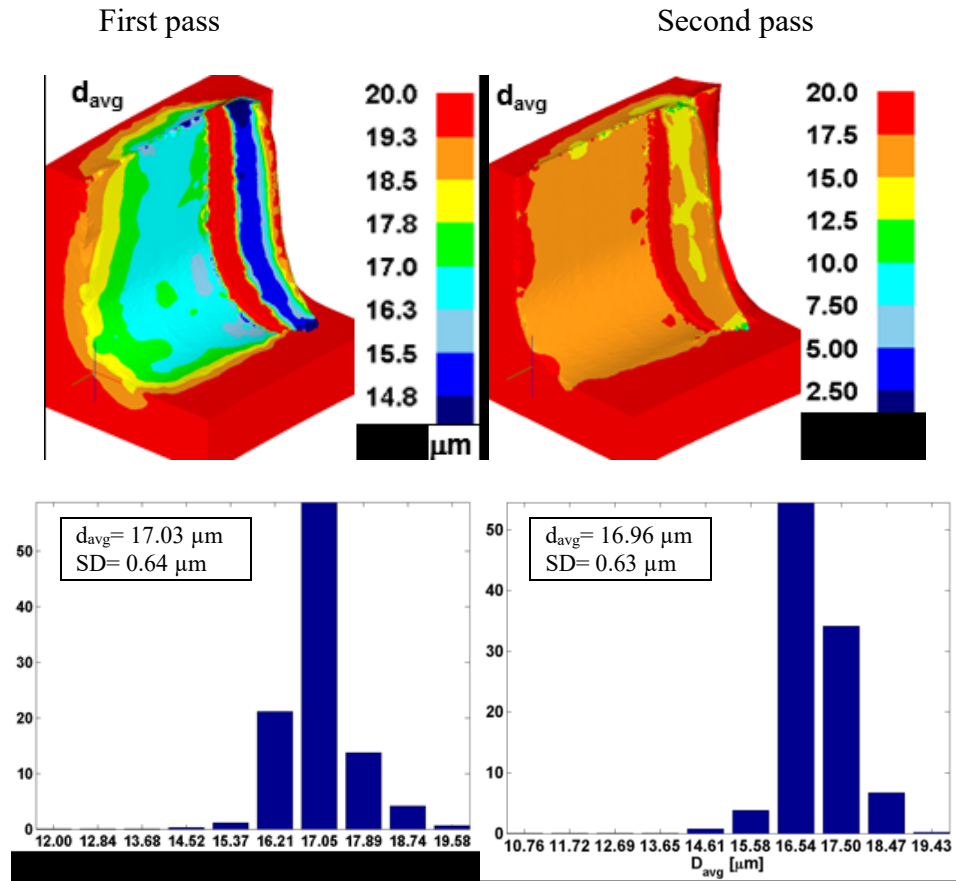 First pass
Second pass
davg
20.0
19.3
18.5
17.8
17.0
16.3
15.5
14.8
µm
davg
20.0
17.5
15.0
12.5
10.0
7.50
5.00
2.50
davg= 17.03 µm
SD= 0.64 µm
50
40
30
20
10
0
12.00 12.84 13.68 14.52 15.37 16.21 17.05 17.89 18.74 19.58
davg= 16.96 µm
SD= 0.63 µm
50
40
30
20
10
0
10.76 11.72 12.69 13.65 14.61 15.58 16.54 17.50 18.47 19.43
Davg [µm]